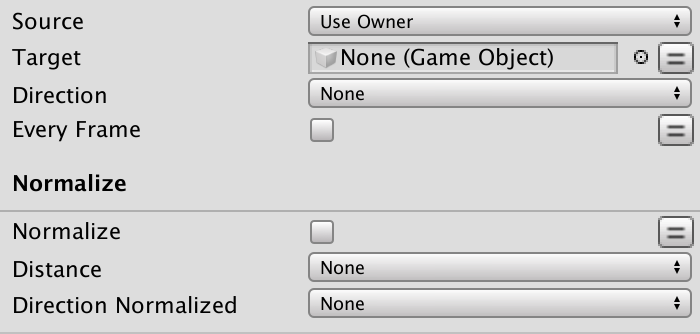 Source Use Owner
Target None (Game Object)
Direction None
Every Frame
Normalize
Normalize
Distance None
Direction Normalized None